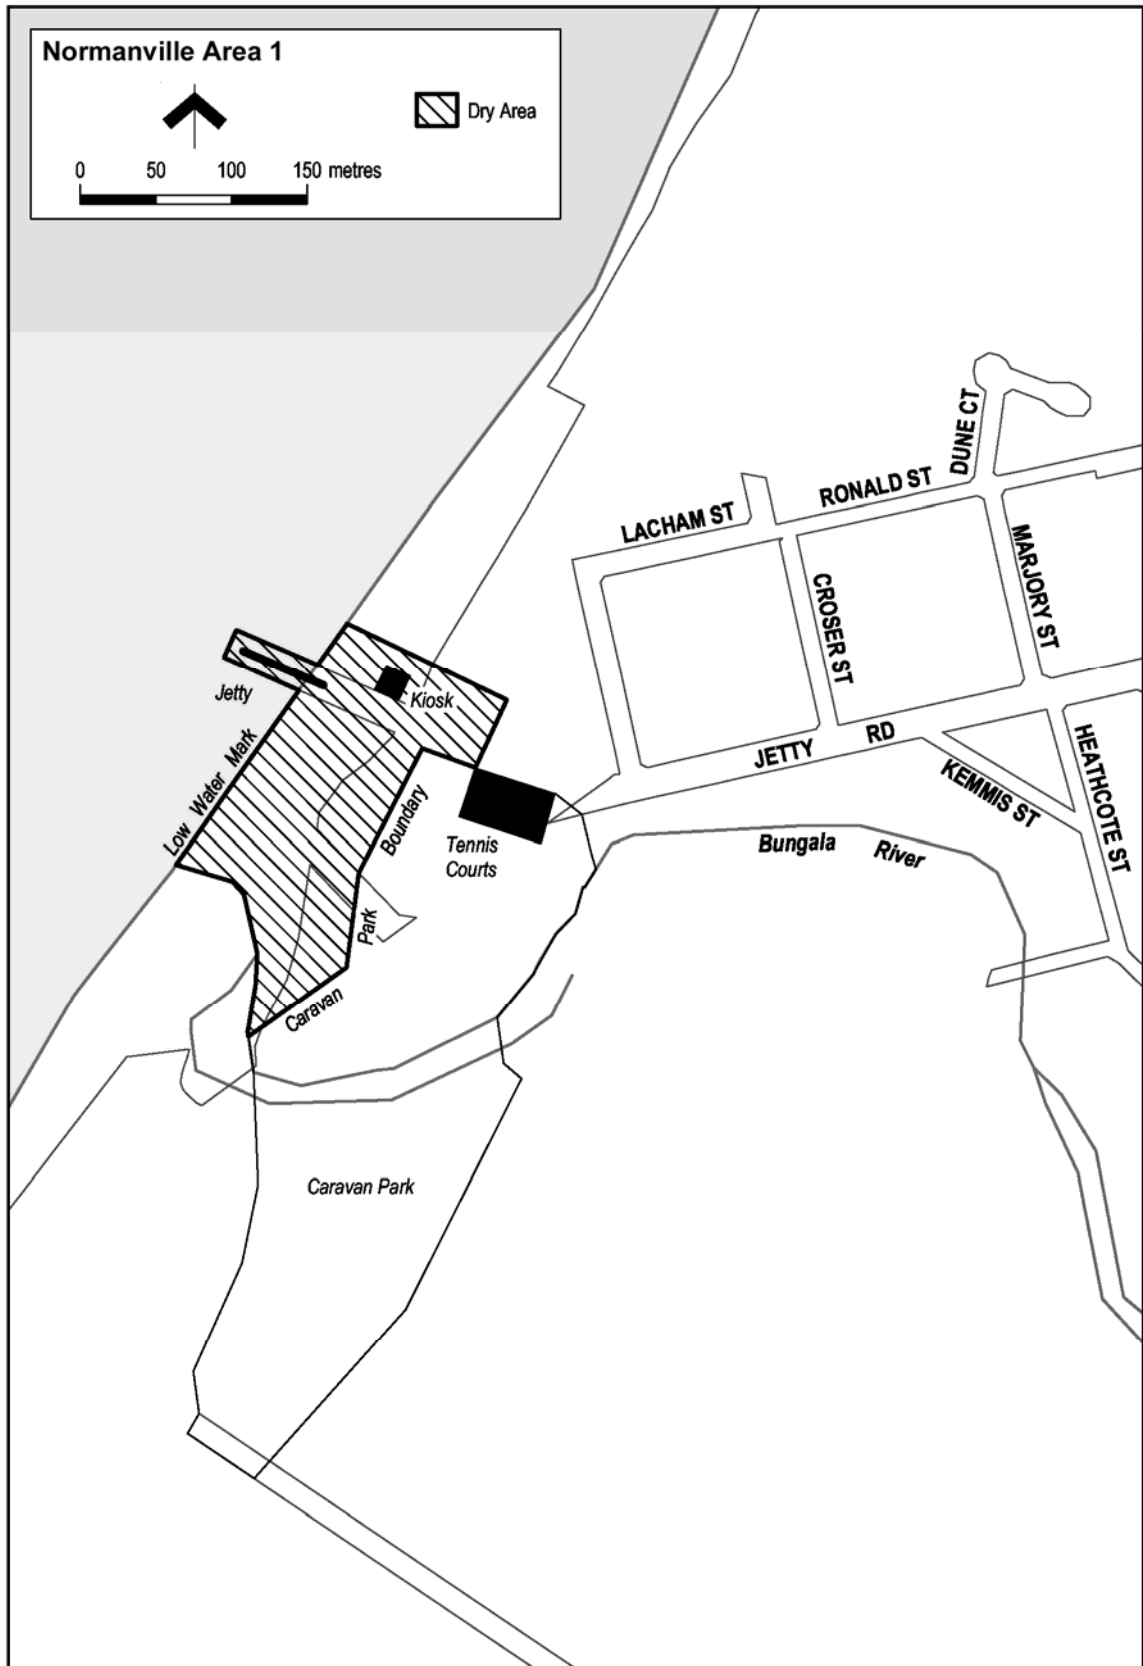 Normanville Area 1
Dry Area
0 50 100 150 metres
DUNE CT
RONALD ST
LACHAM ST
MARJORY ST
CROSER ST
Jetty
Kiosk
Low Water Mark
JETTY RD
HEATHCOTE ST
KEMMIS ST
Caravan Park Boundary
Tennis
Courts
Bungala River
Caravan Park